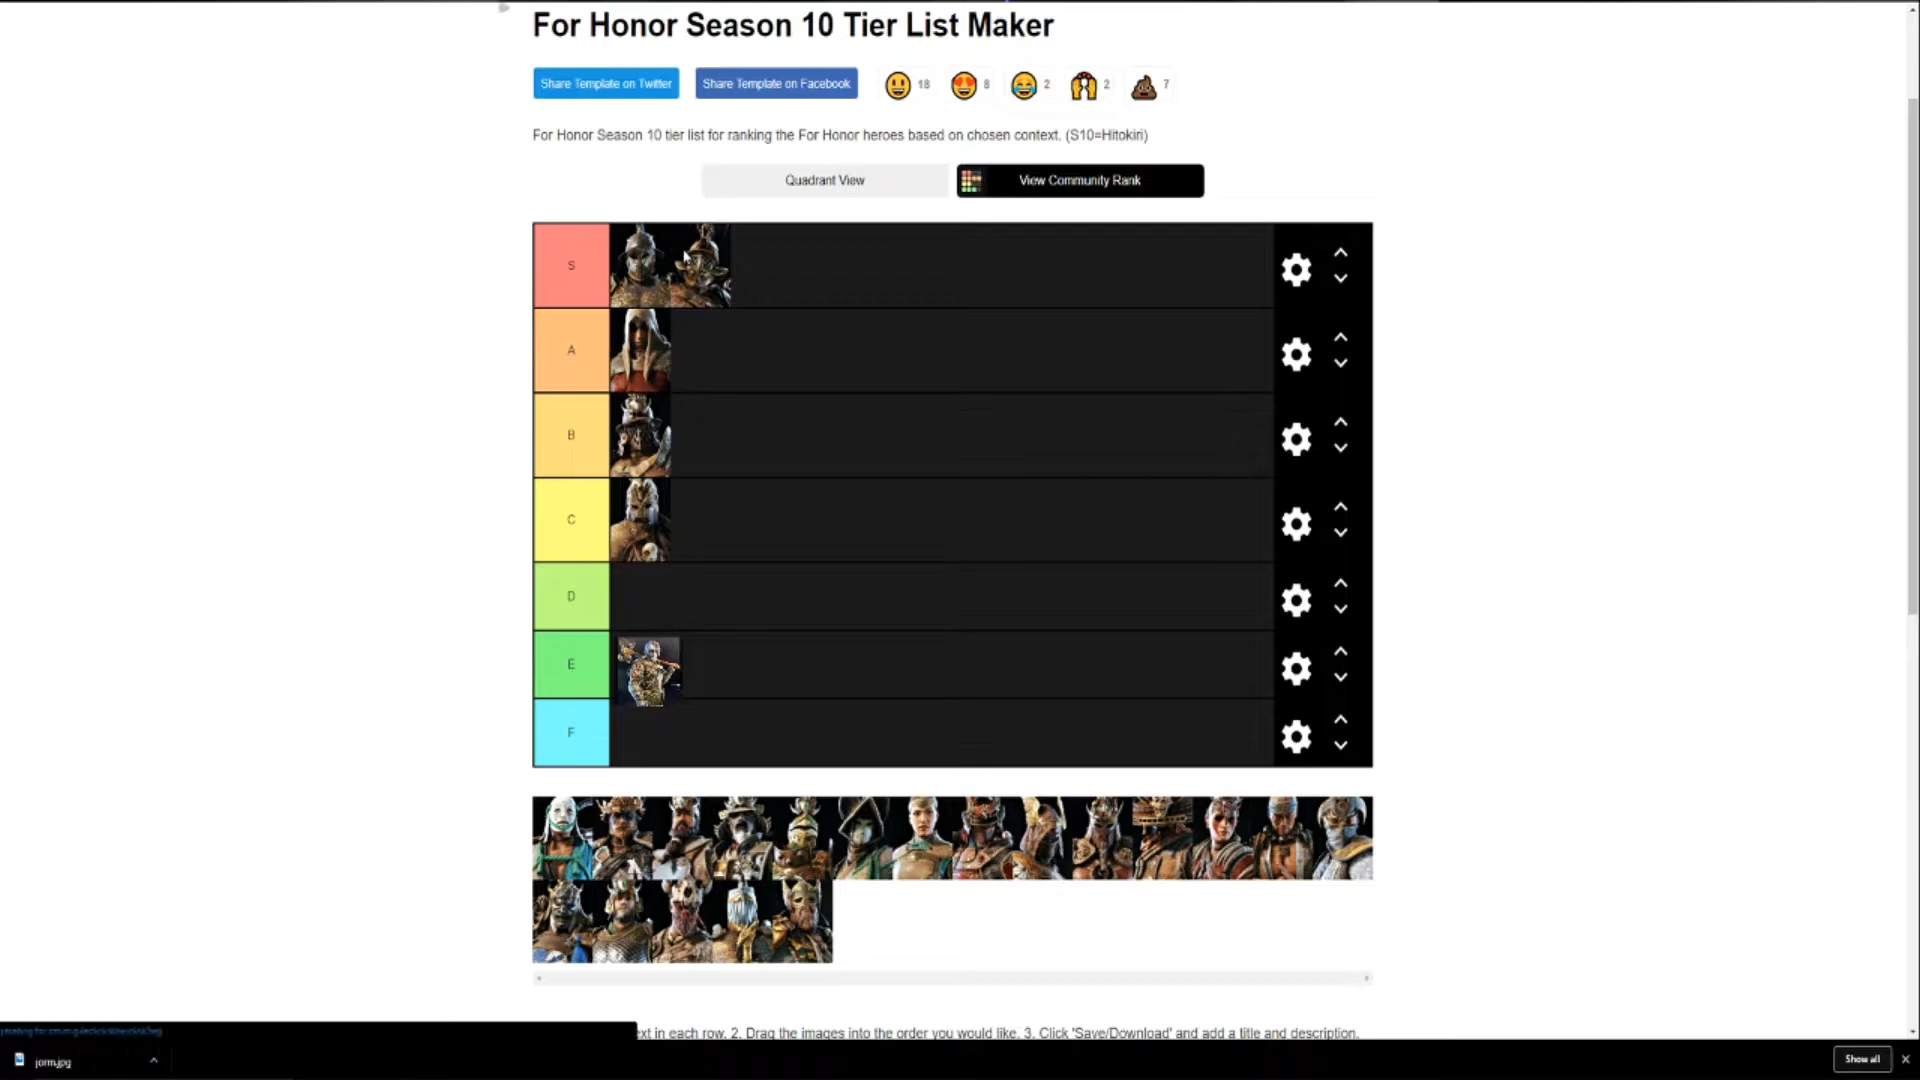 For Honor Season 10 Tier List Maker
Share Template on Twitter
Share Template on Facebook
18
8
2
2
7
For Honor Season 10 tier list for ranking the For Honor heroes based on chosen context. (S10=Hitokiri)
Quadrant View
View Community Rank
S
A
B
C
D
E
F
ext in each row. 2. Drag the images into the order you would like. 3. Click 'Save/Download' and add a title and description.
jorm.jpg
Show all